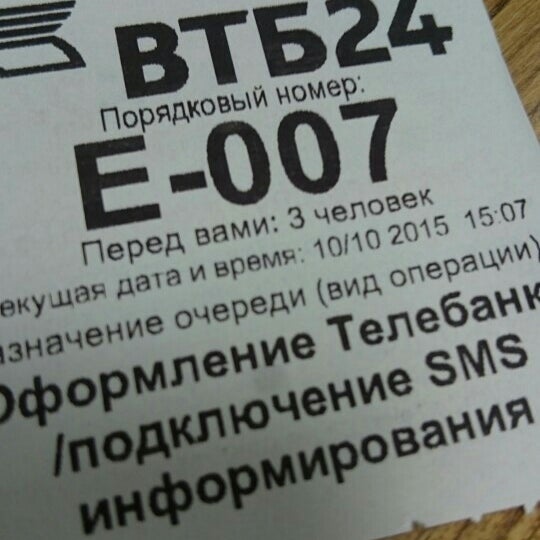 ВТБ24
Порядковый номер:
Е-007
Перед вами: 3 человек
екущая дата и время: 10/10 2015 15:07
азначение очереди (вид операции)
Оформление Телебанк
/подключение SMS
информирования